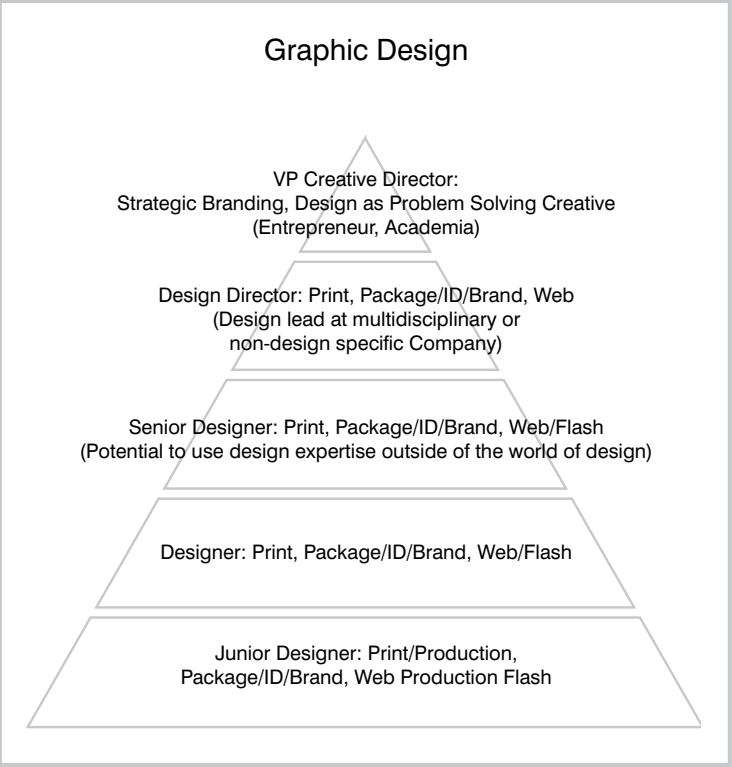 Graphic Design
VP Creative Director:
Strategic Branding, Design as Problem Solving Creative
(Entrepreneur, Academia)
Design Director: Print, Package/ID/Brand, Web
(Design lead at multidisciplinary or
non-design specific Company)
Senior Designer: Print, Package/ID/Brand, Web/Flash
(Potential to use design expertise outside of the world of design)
Designer: Print, Package/ID/Brand, Web/Flash
Junior Designer: Print/Production,
Package/ID/Brand, Web Production Flash